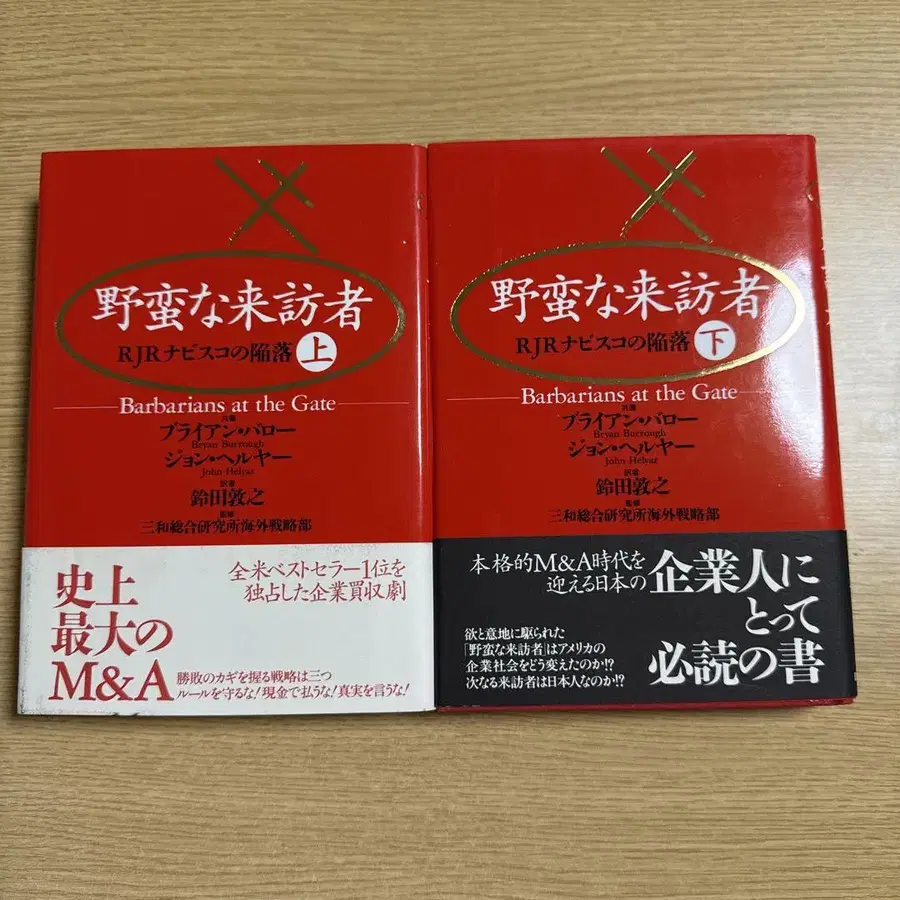 野蛮な来訪者
RJRナビスコの陥落 上
Barbarians at the Gate
共著
ブライアン・バロー
Bryan Burrough
ジョン・ヘルヤー
John Helyar
訳者
鈴田敦之
監修
三和総合研究所海外戦略部
全米ベストセラー1位を
独占した企業買収劇
史上
最大の
M&A
勝敗のカギを握る戦略は三つ
ルールを守るな!現金で払うな!真実を言うな!
野蛮な来訪者
RJRナビスコの陥落 下
Barbarians at the Gate
共著
ブライアン・バロー
Bryan Burrough
ジョン・ヘルヤー
John Helyar
訳者
鈴田敦之
監修
三和総合研究所海外戦略部
本格的M&A時代を
迎える日本の
企業人に
とって
必読の書
欲と意地に駆られた
「野蛮な来訪者」はアメリカの
企業社会をどう変えたのか!?
次なる来訪者は日本人なのか!?